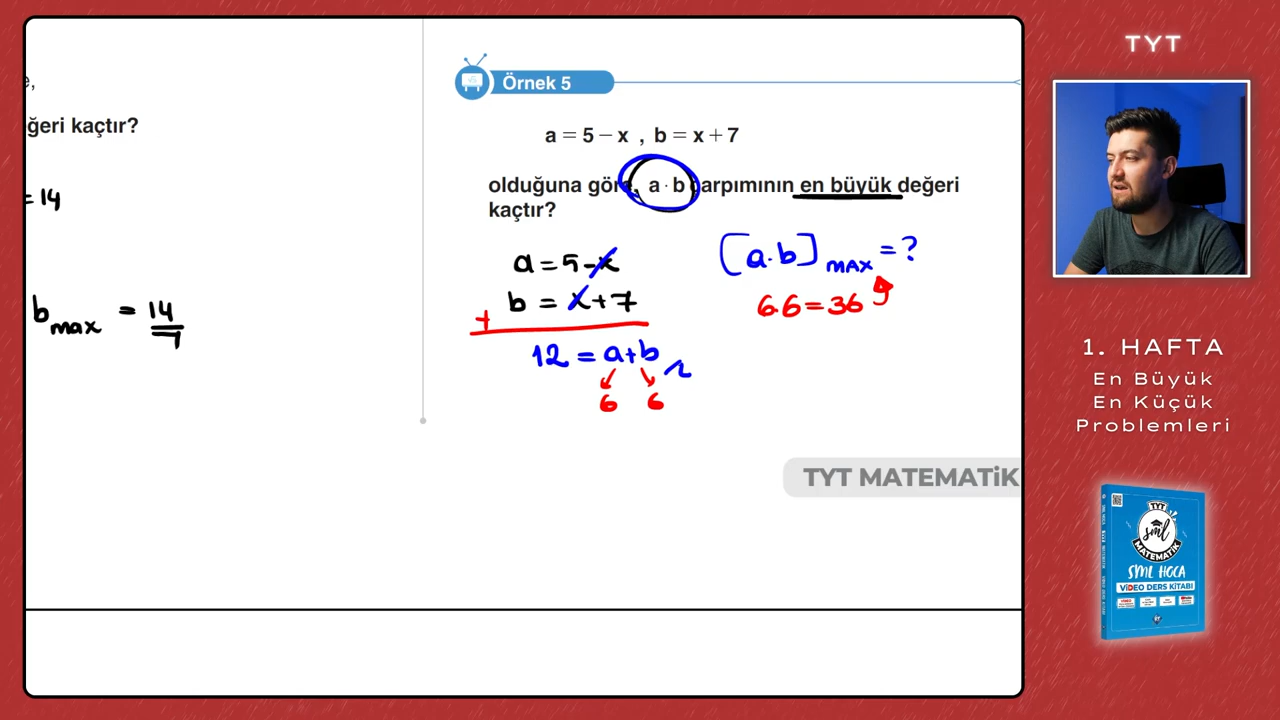 e,
ğeri kaçtır?
= 14
b max = 14
Örnek 5
a = 5 − x , b = x + 7
olduğuna göre, a · b çarpımının en büyük değeri
kaçtır?
a = 5 - x
b = x + 7
+
12 = a + b
6 6
[a.b] MAX = ?
6.6 = 36
TYT MATEMATİK
TYT
1. HAFTA
En Büyük
En Küçük
Problemleri
TYT
sml
MATEMATİK
SML HOCA
VİDEO DERS KİTABI